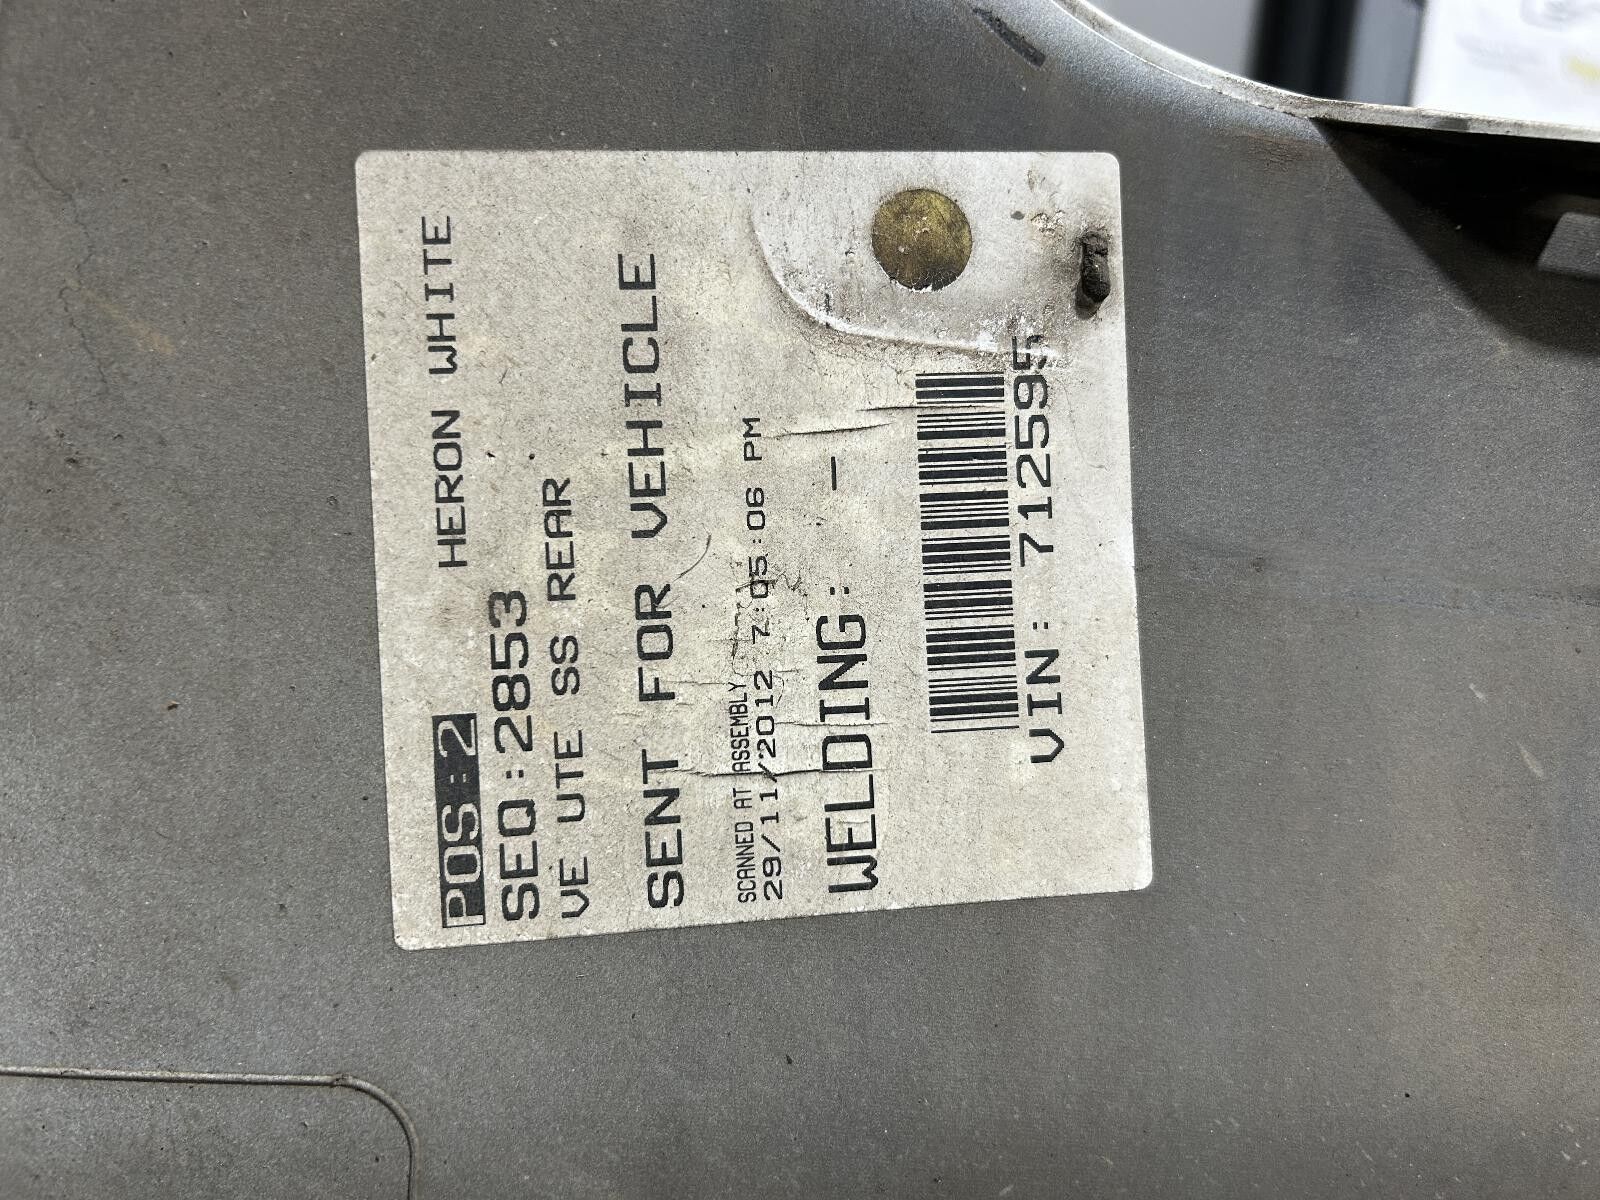 HERON WHITE
POS:2
SEQ:2853
VE UTE SS REAR
SENT FOR VEHICLE
SCANNED AT ASSEMBLY
29/11/2012 7:05:06 PM
WELDING: -
VIN: 712595